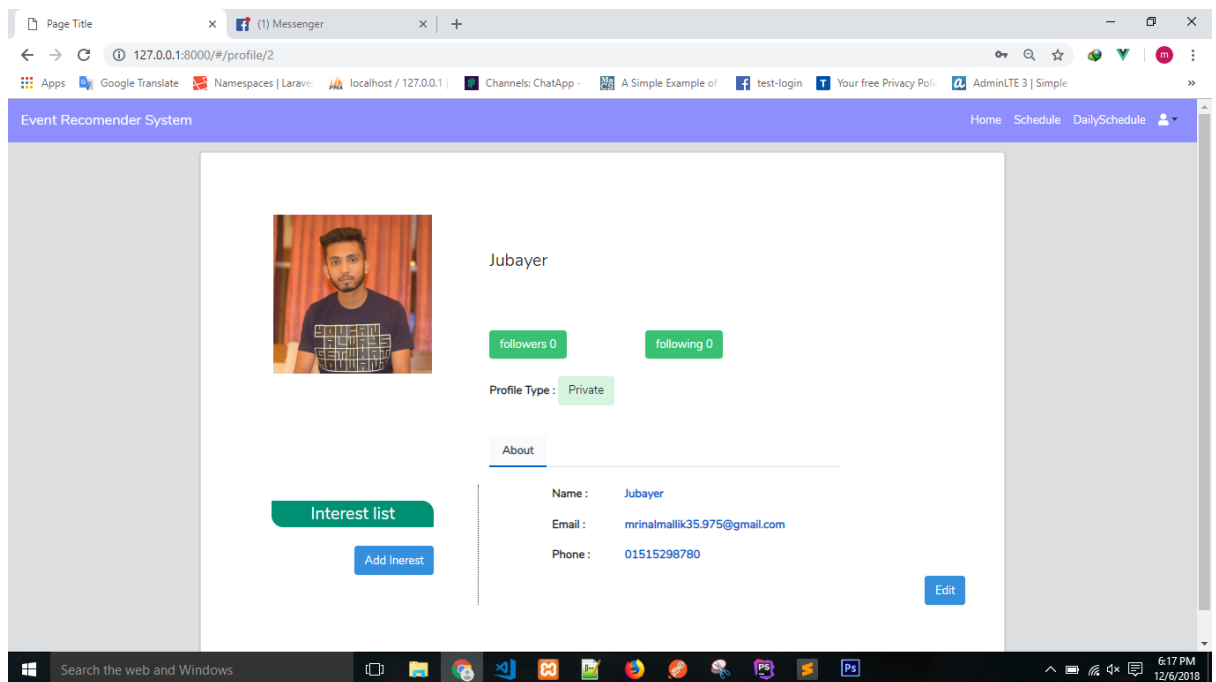 Page Title
(1) Messenger
127.0.0.1:8000/#/profile/2
m
Apps Google Translate Namespaces | Laravel localhost / 127.0.0.1 | Channels: ChatApp - A Simple Example of test-login Your free Privacy Poli AdminLTE 3 | Simple
Event Recomender System
Home Schedule DailySchedule
Jubayer
followers 0
following 0
Profile Type : Private
About
Interest list
Add Inerest
Name : Jubayer
Email : mrinalmallik35.975@gmail.com
Phone : 01515298780
Edit
Search the web and Windows
PS
Ps
6:17 PM
12/6/2018